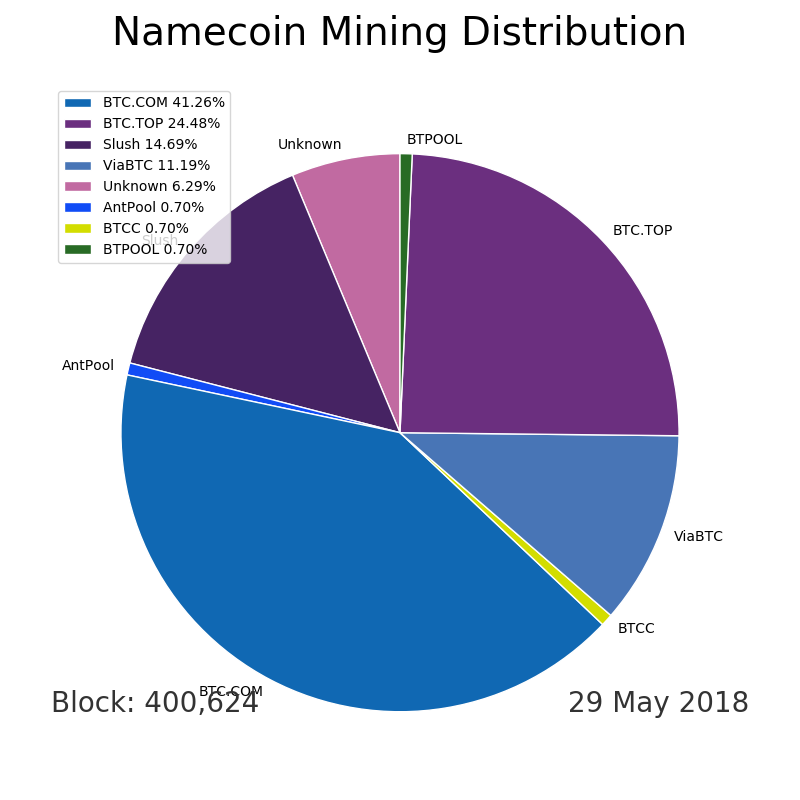 Namecoin Mining Distribution
BTC.COM 41.26%
BTC.TOP 24.48%
Slush 14.69%
ViaBTC 11.19%
Unknown 6.29%
AntPool 0.70%
BTCC 0.70%
BTPOOL 0.70%
BTPOOL
Unknown
BTC.TOP
Slush
AntPool
ViaBTC
BTCC
BTC.COM
Block: 400,624
29 May 2018